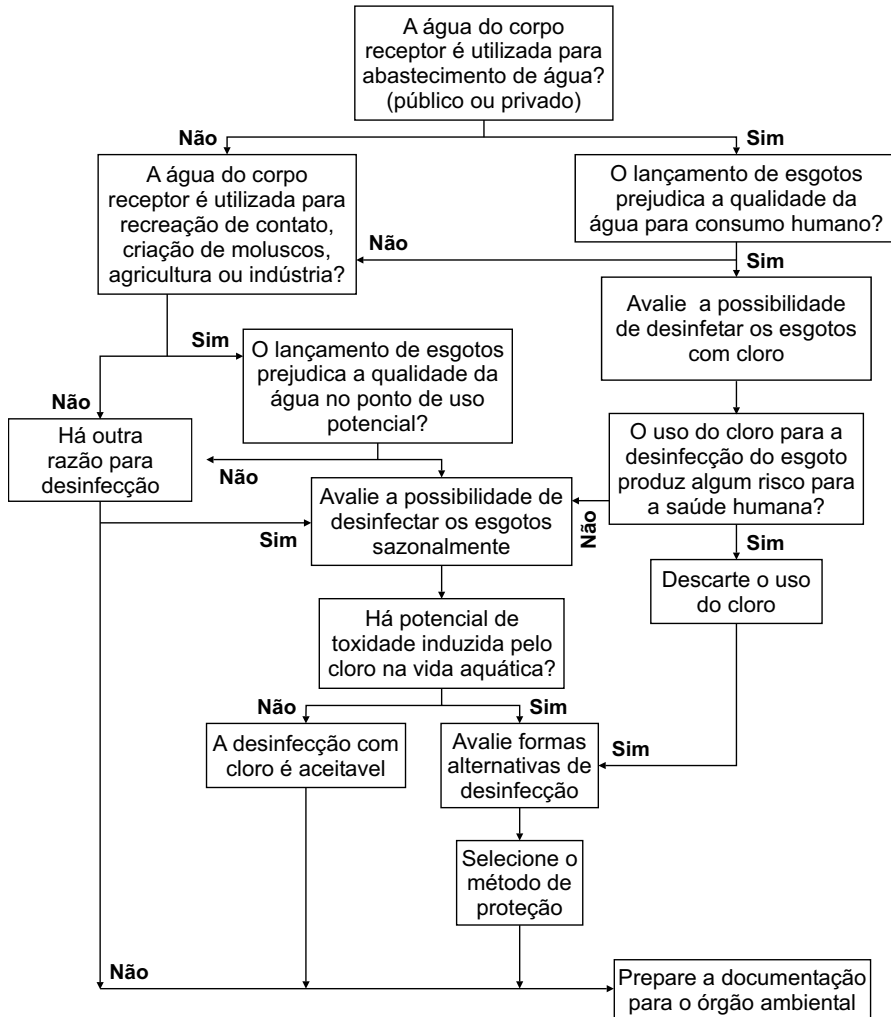 A água do corpo
receptor é utilizada para
abastecimento de água?
(público ou privado)
Não
Sim
A água do corpo
receptor é utilizada para
recreação de contato,
criação de moluscos,
agricultura ou indústria?
O lançamento de esgotos
prejudica a qualidade da
água para consumo humano?
Não
Sim
Avalie a possibilidade
de desinfetar os esgotos
com cloro
Sim
O lançamento de esgotos
prejudica a qualidade da
água no ponto de uso
potencial?
Não
Há outra
razão para
desinfecção
O uso do cloro para a
desinfecção do esgoto
produz algum risco para
a saúde humana?
Não
Avalie a possibilidade de
desinfectar os esgotos
sazonalmente
Sim
Não
Sim
Descarte o uso
do cloro
Há potencial de
toxidade induzida pelo
cloro na vida aquática?
Não
Sim
A desinfecção com
cloro é aceitavel
Avalie formas
alternativas de
desinfecção
Sim
Selecione o
método de
proteção
Não
Prepare a documentação
para o órgão ambiental